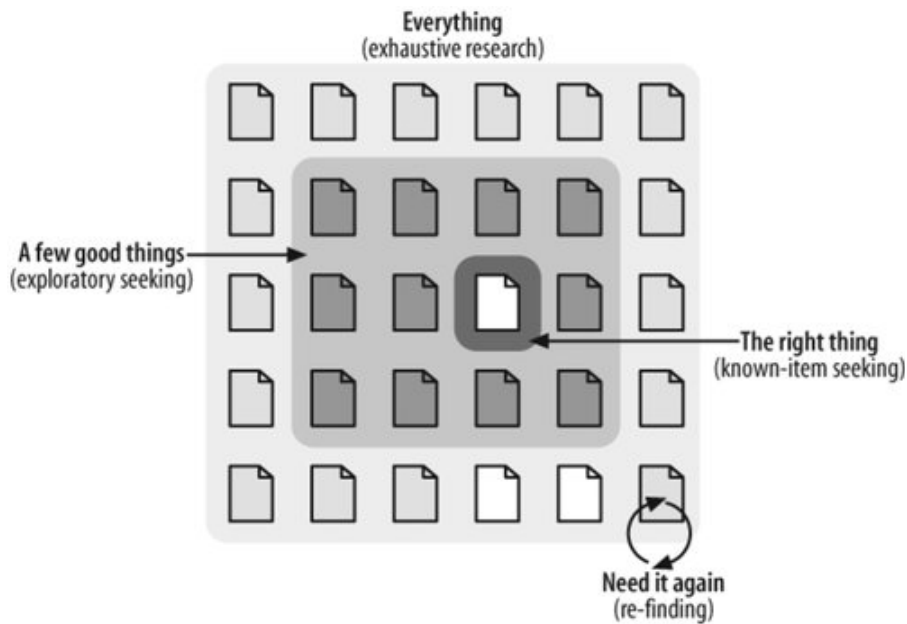 Everything
(exhaustive research)
A few good things
(exploratory seeking)
The right thing
(known-item seeking)
Need it again
(re-finding)